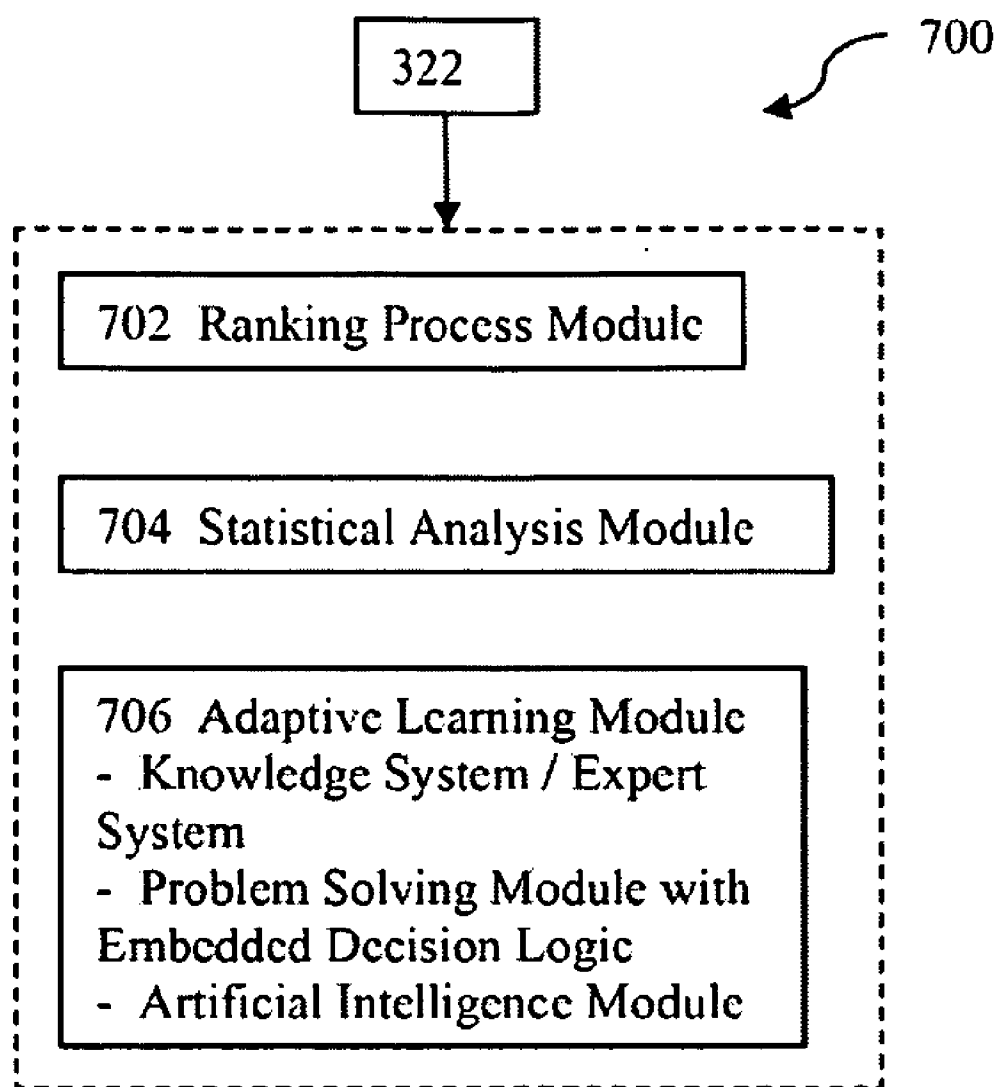 700
322
702 Ranking Process Module
704 Statistical Analysis Module
706 Adaptive Learning Module
- Knowledge System / Expert
System
- Problem Solving Module with
Embedded Decision Logic
- Artificial Intelligence Module